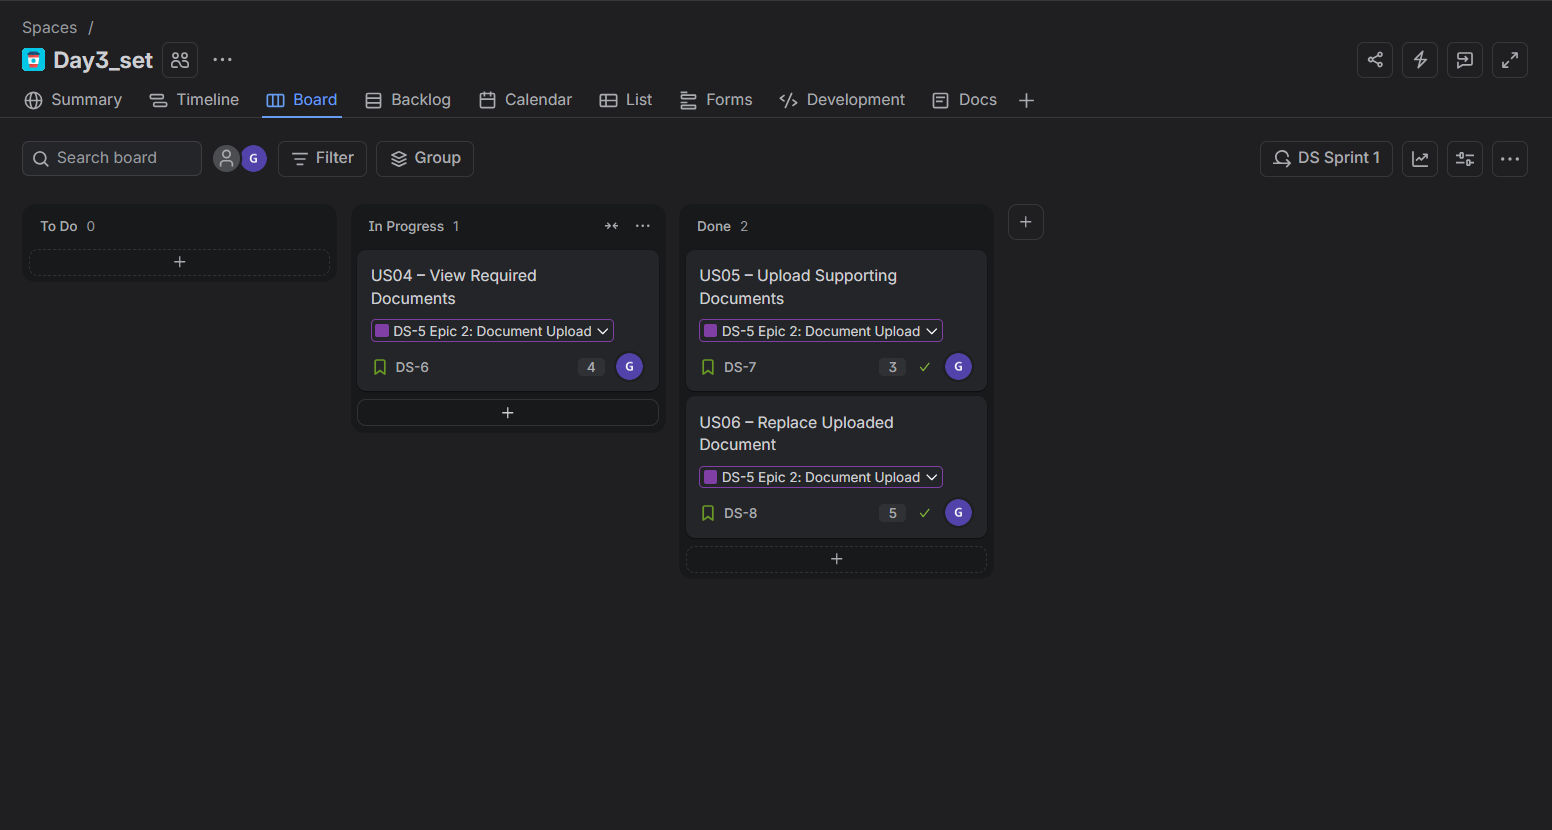 Spaces /
Day3_set
Summary Timeline Board Backlog Calendar List Forms Development Docs
Search board G Filter Group DS Sprint 1
To Do 0
In Progress 1
US04 – View Required
Documents
DS-5 Epic 2: Document Upload
DS-6 4 G
Done 2
US05 – Upload Supporting
Documents
DS-5 Epic 2: Document Upload
DS-7 3 G
US06 – Replace Uploaded
Document
DS-5 Epic 2: Document Upload
DS-8 5 G